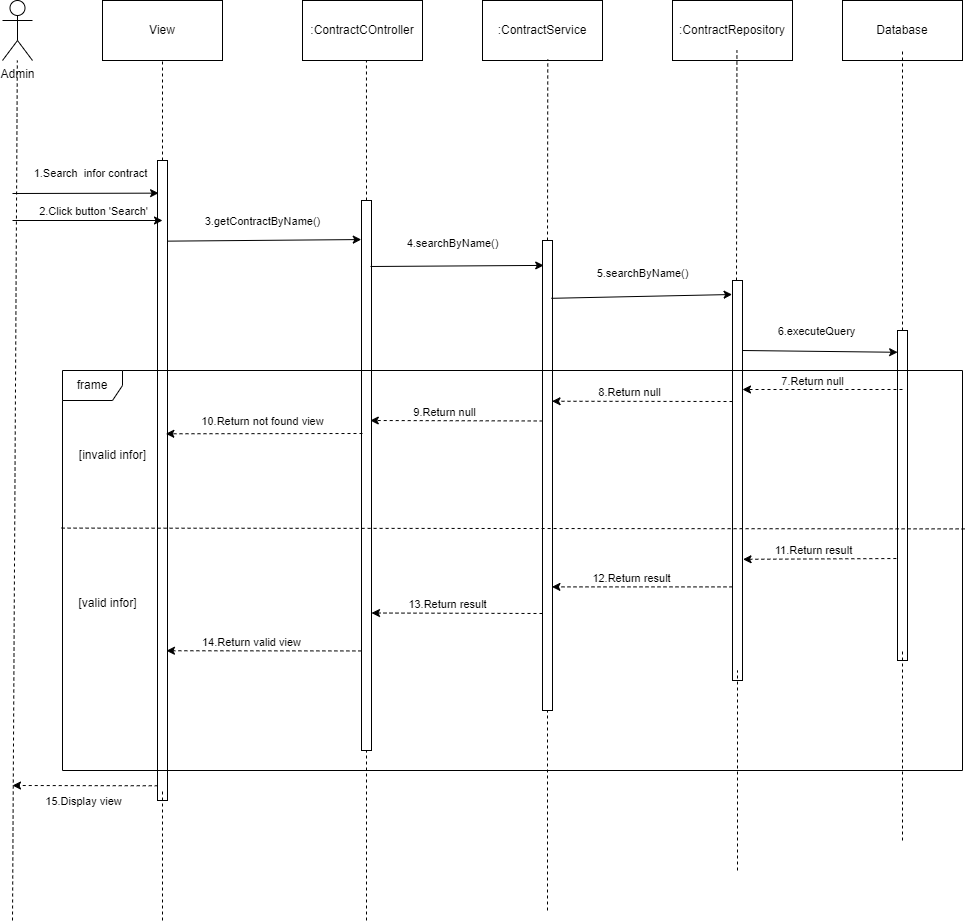 View
:ContractCOntroller
:ContractService
:ContractRepository
Database
Admin
1.Search infor contract
2.Click button 'Search'
3.getContractByName()
4.searchByName()
5.searchByName()
6.executeQuery
frame
7.Return null
8.Return null
9.Return null
10.Return not found view
[invalid infor]
11.Return result
12.Return result
[valid infor]
13.Return result
14.Return valid view
15.Display view